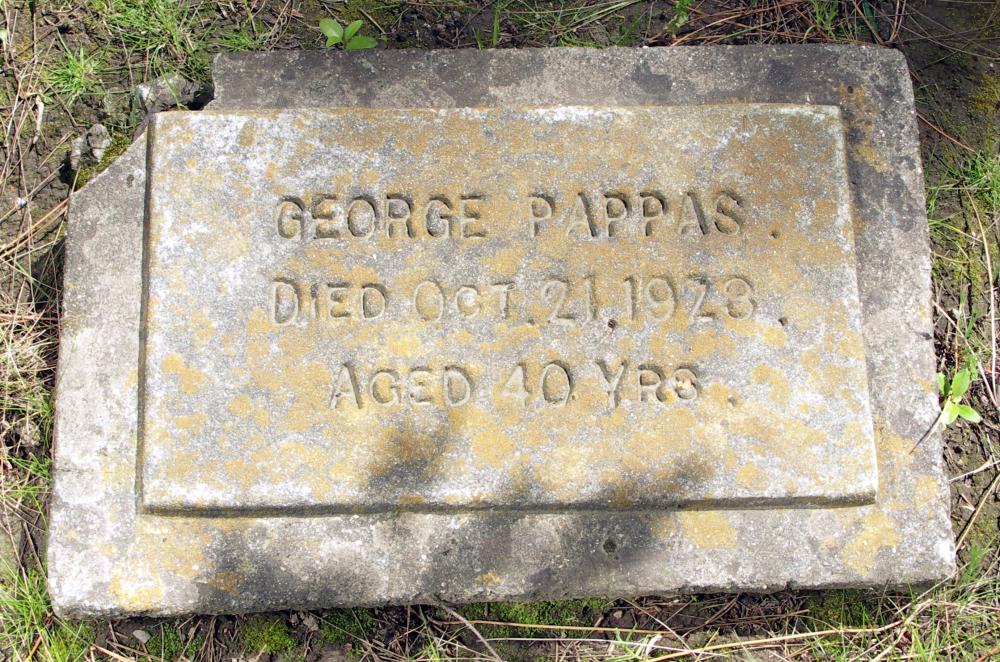 GEORGE PAPPAS.
DIED OCT. 21. 1923.
AGED 40 YRS.